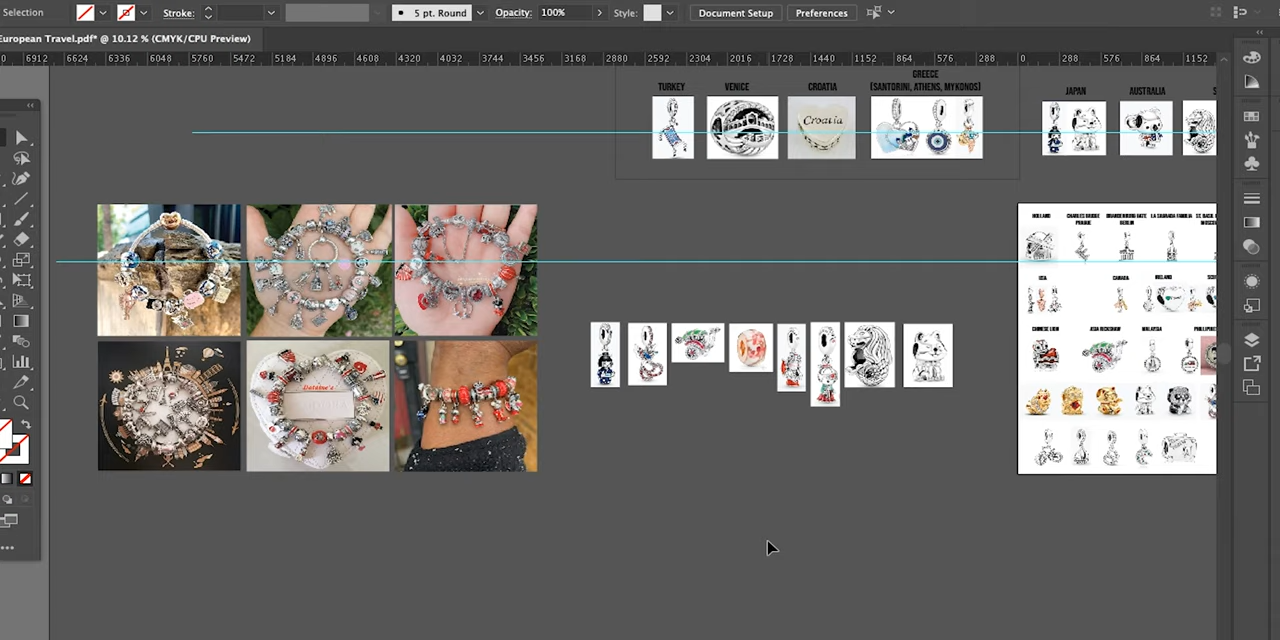 Selection
Stroke:
5 pt. Round
Opacity: 100%
Style:
Document Setup
Preferences
European Travel.pdf* @ 10.12 % (CMYK/CPU Preview)
6912 6624 6336 6048 5760 5472 5184 4896 4608 4320 4032 3744 3456 3168 2880 2592 2304 2016 1728 1440 1152 864 576 288 0 288 576 864 1152
TURKEY
VENICE
CROATIA
GREECE
(SANTORINI, ATHENS, MYKONOS)
JAPAN
AUSTRALIA
S
Croatia
HOLLAND
CHARLES BRIDGE
PRAGUE
BRANDENBURG GATE
BERLIN
LA SAGRADA FAMILIA
ST. BASIL
MOSCOW
USA
CANADA
IRELAND
CHINESE LION
ASIA RICKSHAW
MALAYSIA
PHILLIPINE